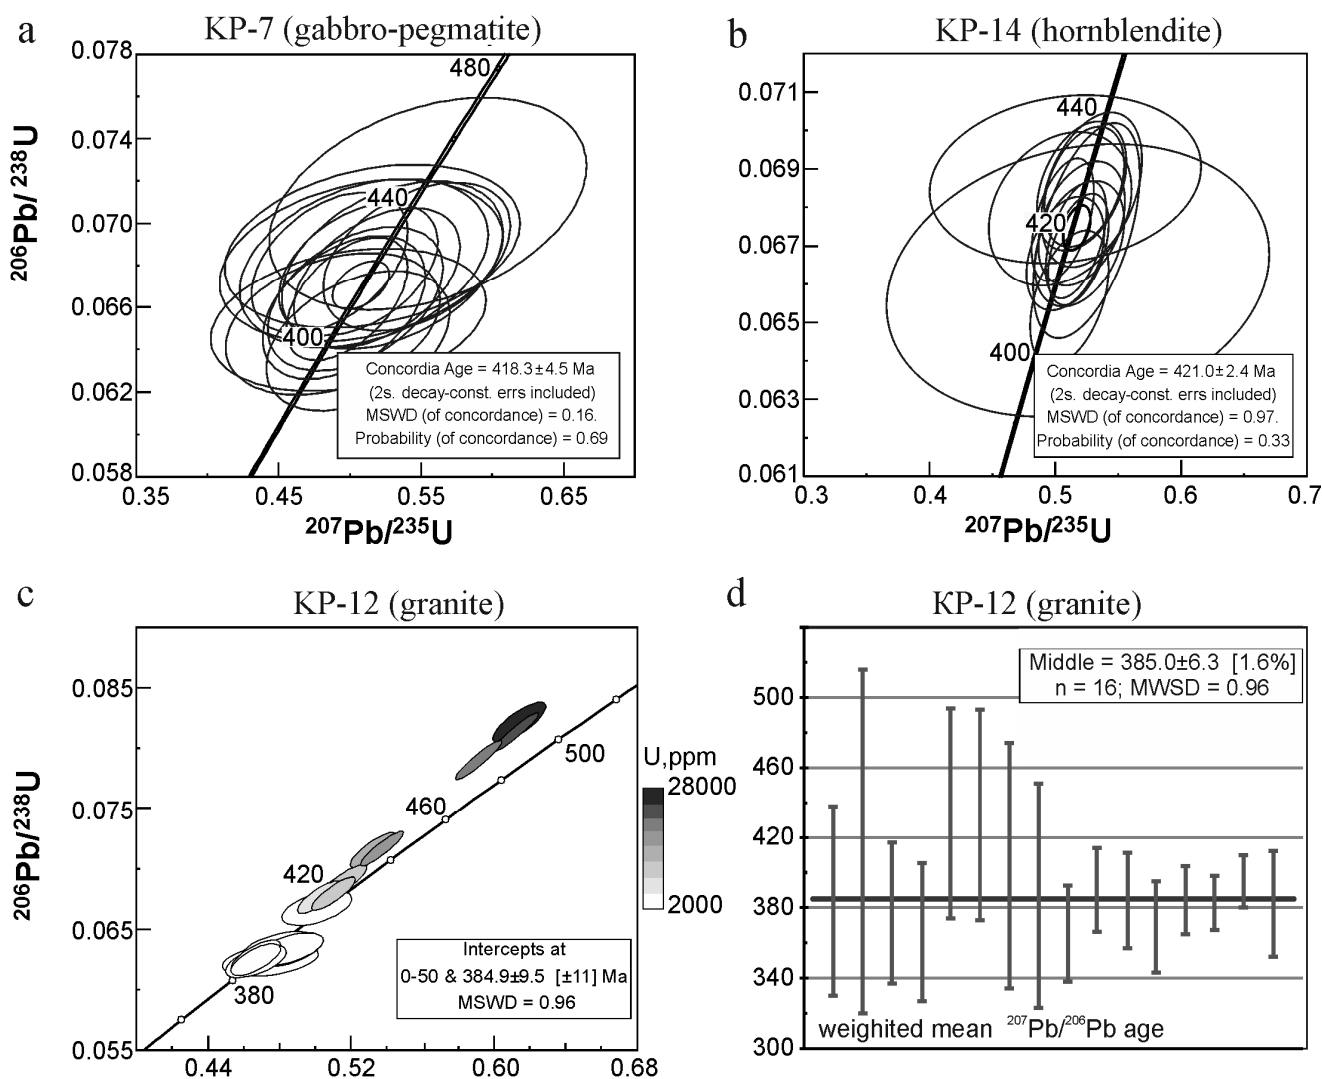 a
KP-7 (gabbro-pegmatite)
0.078
0.074
0.070
0.066
0.062
0.058
206Pb/ 238U
480
440
400
Concordia Age = 418.3±4.5 Ma
(2s. decay-const. errs included)
MSWD (of concordance) = 0.16.
Probability (of concordance) = 0.69
0.35 0.45 0.55 0.65
207Pb/235U
b
KP-14 (hornblendite)
0.071
0.069
0.067
0.065
0.063
0.061
206Pb/238U
440
420
400
Concordia Age = 421.0±2.4 Ma
(2s. decay-const. errs included)
MSWD (of concordance) = 0.97.
Probability (of concordance) = 0.33
0.3 0.4 0.5 0.6 0.7
207Pb/235U
c
KP-12 (granite)
0.085
0.075
0.065
0.055
206Pb/238U
500
460
420
380
U,ppm
28000
2000
Intercepts at
0-50 & 384.9±9.5 [±11] Ma
MSWD = 0.96
0.44 0.52 0.60 0.68
d
KP-12 (granite)
Middle = 385.0±6.3 [1.6%]
n = 16; MWSD = 0.96
500
460
420
380
340
300
weighted mean 207Pb/206Pb age